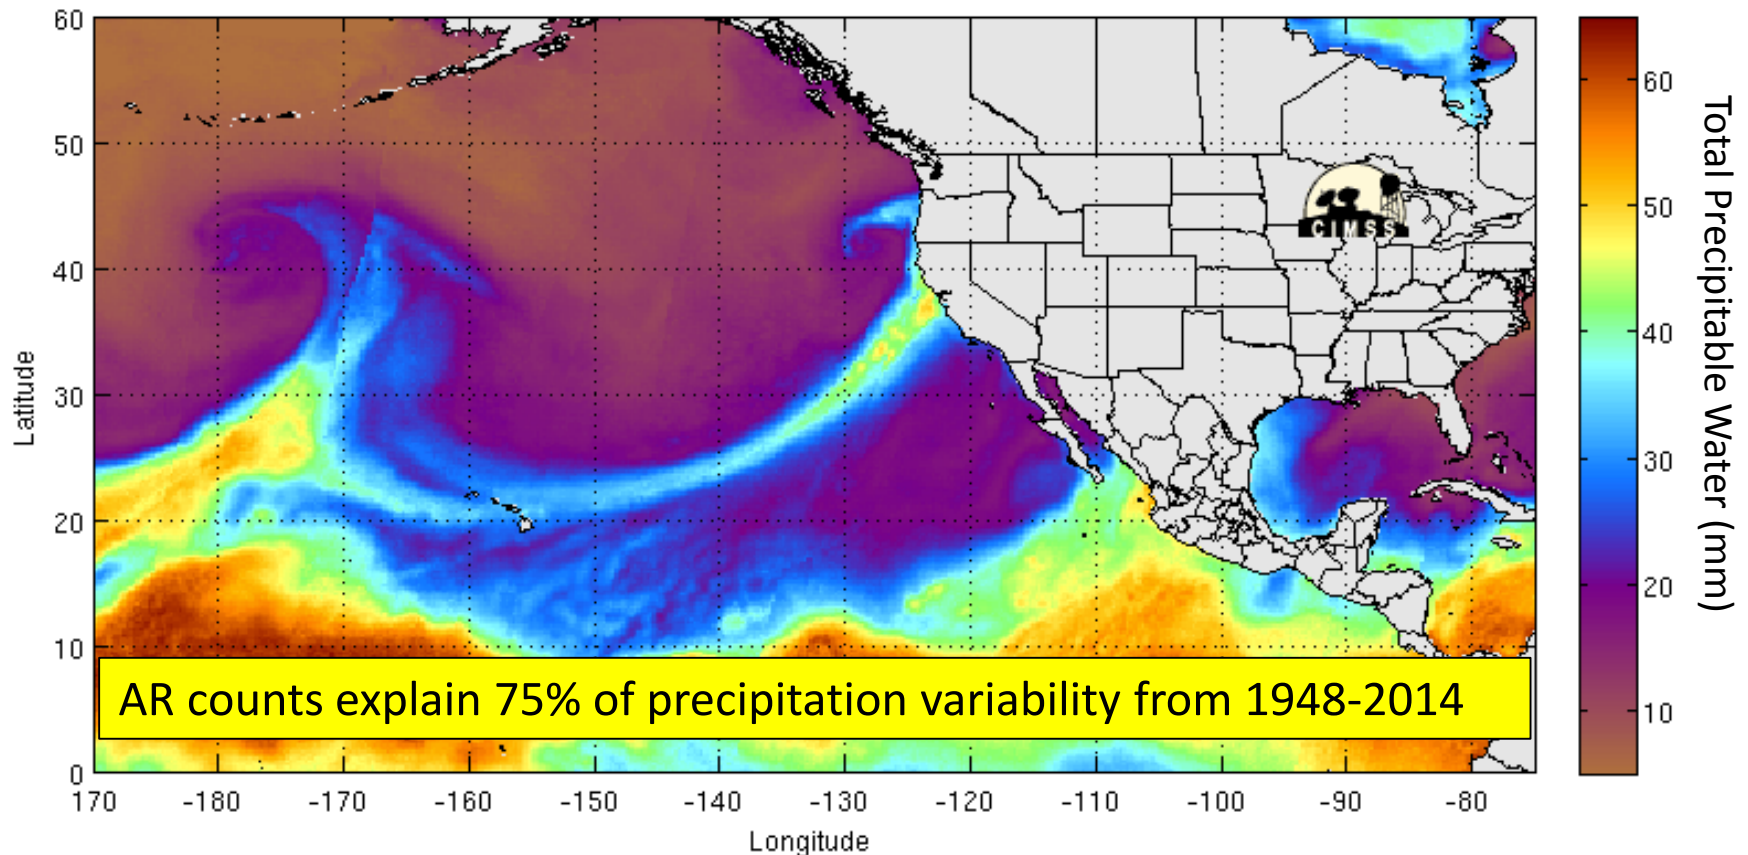 60
50
40
30
20
10
0
Latitude
170 -180 -170 -160 -150 -140 -130 -120 -110 -100 -90 -80
Longitude
CIMSS
AR counts explain 75% of precipitation variability from 1948-2014
60
50
40
30
20
10
Total Precipitable Water (mm)